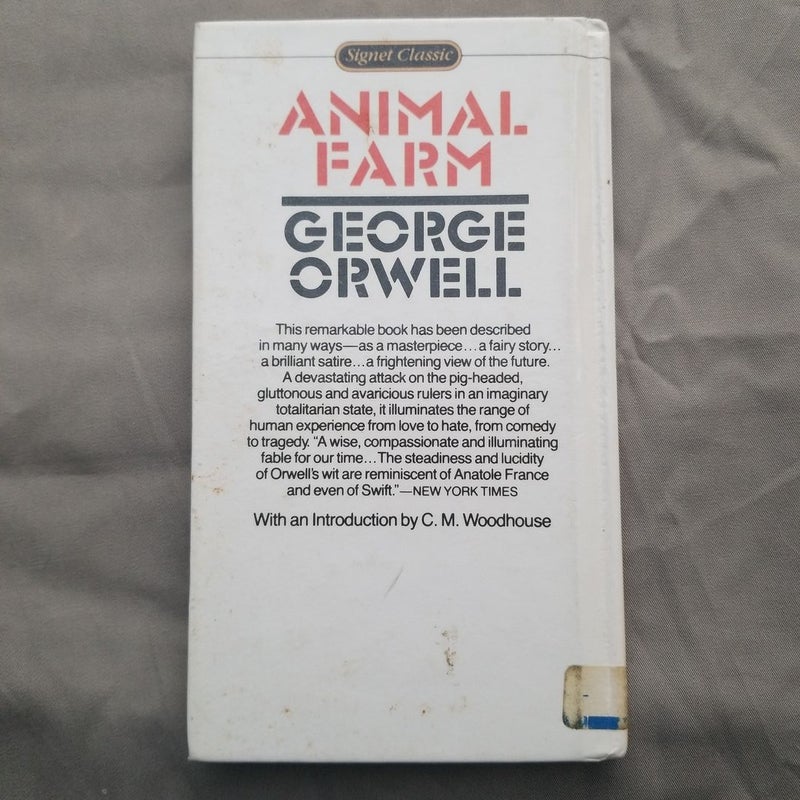 Signet Classic
ANIMAL
FARM
GEORGE
ORWELL
This remarkable book has been described
in many ways—as a masterpiece...a fairy story...
a brilliant satire...a frightening view of the future.
A devastating attack on the pig-headed,
gluttonous and avaricious rulers in an imaginary
totalitarian state, it illuminates the range of
human experience from love to hate, from comedy
to tragedy. “A wise, compassionate and illuminating
fable for our time...The steadiness and lucidity
of Orwell's wit are reminiscent of Anatole France
and even of Swift.”—NEW YORK TIMES
With an Introduction by C. M. Woodhouse